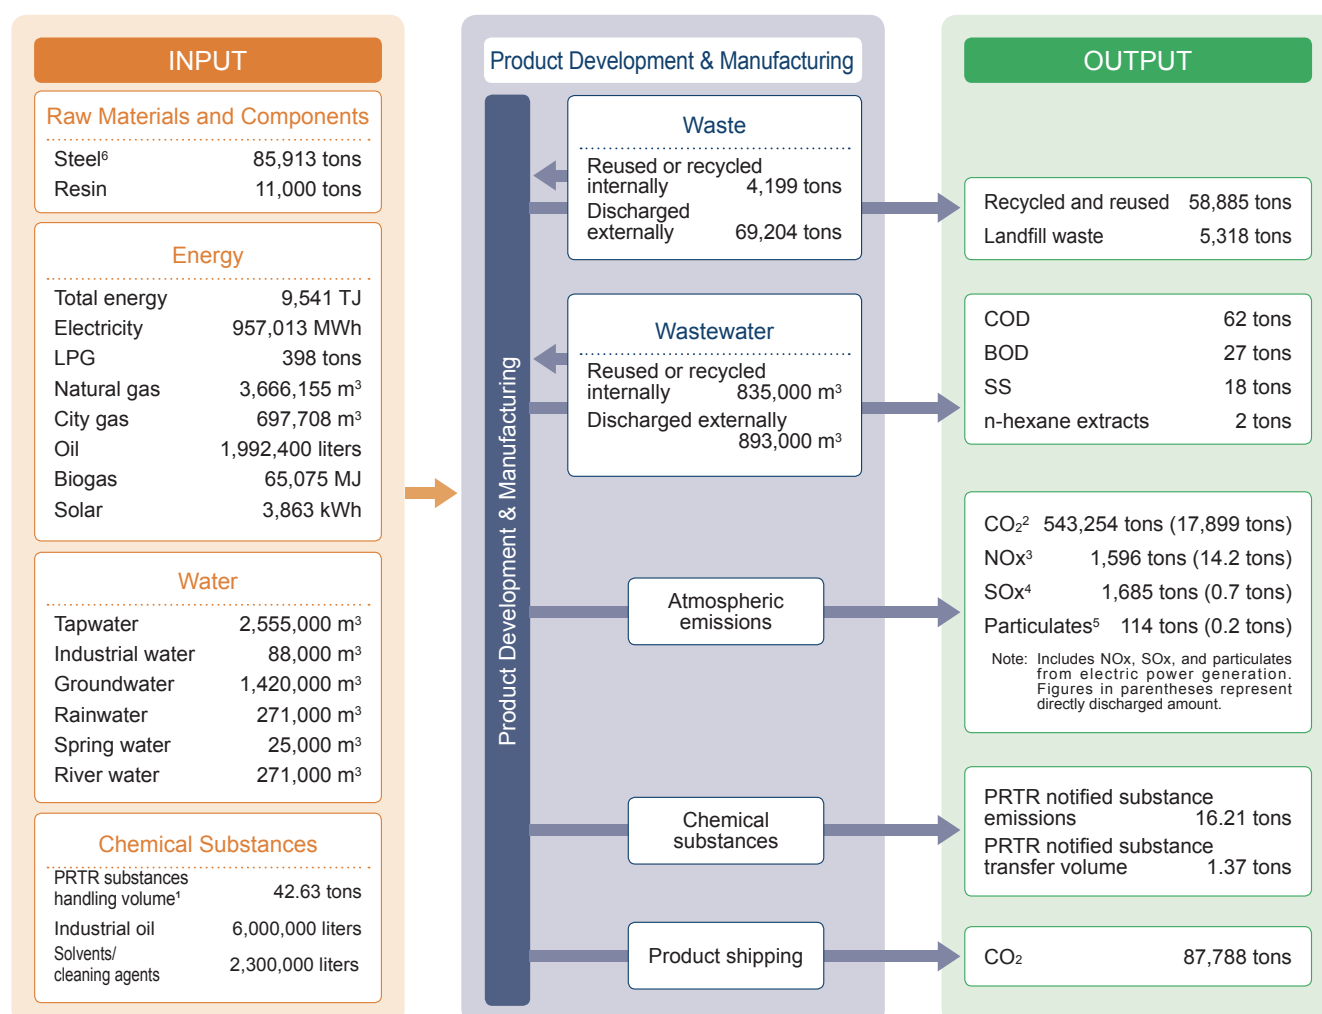 INPUT
Raw Materials and Components
Steel⁶ 85,913 tons
Resin 11,000 tons
Energy
Total energy 9,541 TJ
Electricity 957,013 MWh
LPG 398 tons
Natural gas 3,666,155 m³
City gas 697,708 m³
Oil 1,992,400 liters
Biogas 65,075 MJ
Solar 3,863 kWh
Water
Tapwater 2,555,000 m³
Industrial water 88,000 m³
Groundwater 1,420,000 m³
Rainwater 271,000 m³
Spring water 25,000 m³
River water 271,000 m³
Chemical Substances
PRTR substances
handling volume¹ 42.63 tons
Industrial oil 6,000,000 liters
Solvents/
cleaning agents 2,300,000 liters
Product Development & Manufacturing
Product Development & Manufacturing
Waste
Reused or recycled
internally 4,199 tons
Discharged
externally 69,204 tons
Wastewater
Reused or recycled
internally 835,000 m³
Discharged externally
893,000 m³
Atmospheric
emissions
Chemical
substances
Product shipping
OUTPUT
Recycled and reused 58,885 tons
Landfill waste 5,318 tons
COD 62 tons
BOD 27 tons
SS 18 tons
n-hexane extracts 2 tons
CO₂² 543,254 tons (17,899 tons)
NOx³ 1,596 tons (14.2 tons)
SOx⁴ 1,685 tons (0.7 tons)
Particulates⁵ 114 tons (0.2 tons)
Note: Includes NOx, SOx, and particulates
from electric power generation.
Figures in parentheses represent
directly discharged amount.
PRTR notified substance
emissions 16.21 tons
PRTR notified substance
transfer volume 1.37 tons
CO₂ 87,788 tons